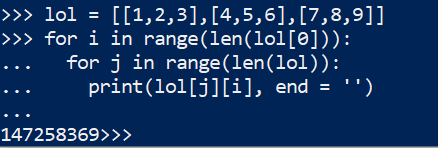 >>> lol = [[1,2,3],[4,5,6],[7,8,9]]
>>> for i in range(len(lol[0])):
...   for j in range(len(lol)):
...     print(lol[j][i], end = '')
...
147258369>>>